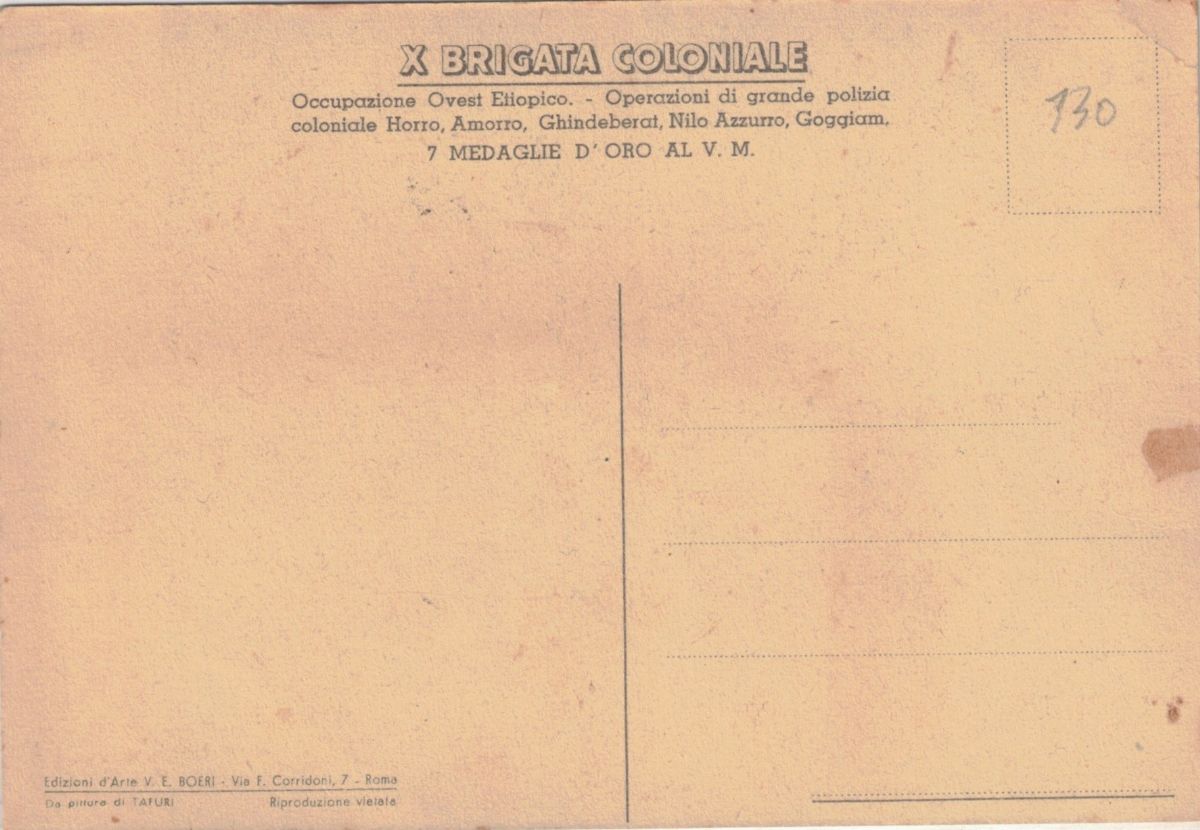 X BRIGATA COLONIALE
Occupazione Ovest Etiopico. - Operazioni di grande polizia
coloniale Horro, Amorro, Ghindeberat, Nilo Azzurro, Goggiam.
7 MEDAGLIE D'ORO AL V. M.
130
Edizioni d'Arte V. E. BOERI - Via F. Corridoni, 7 - Roma
Da pittura di TAFURI Riproduzione vietata